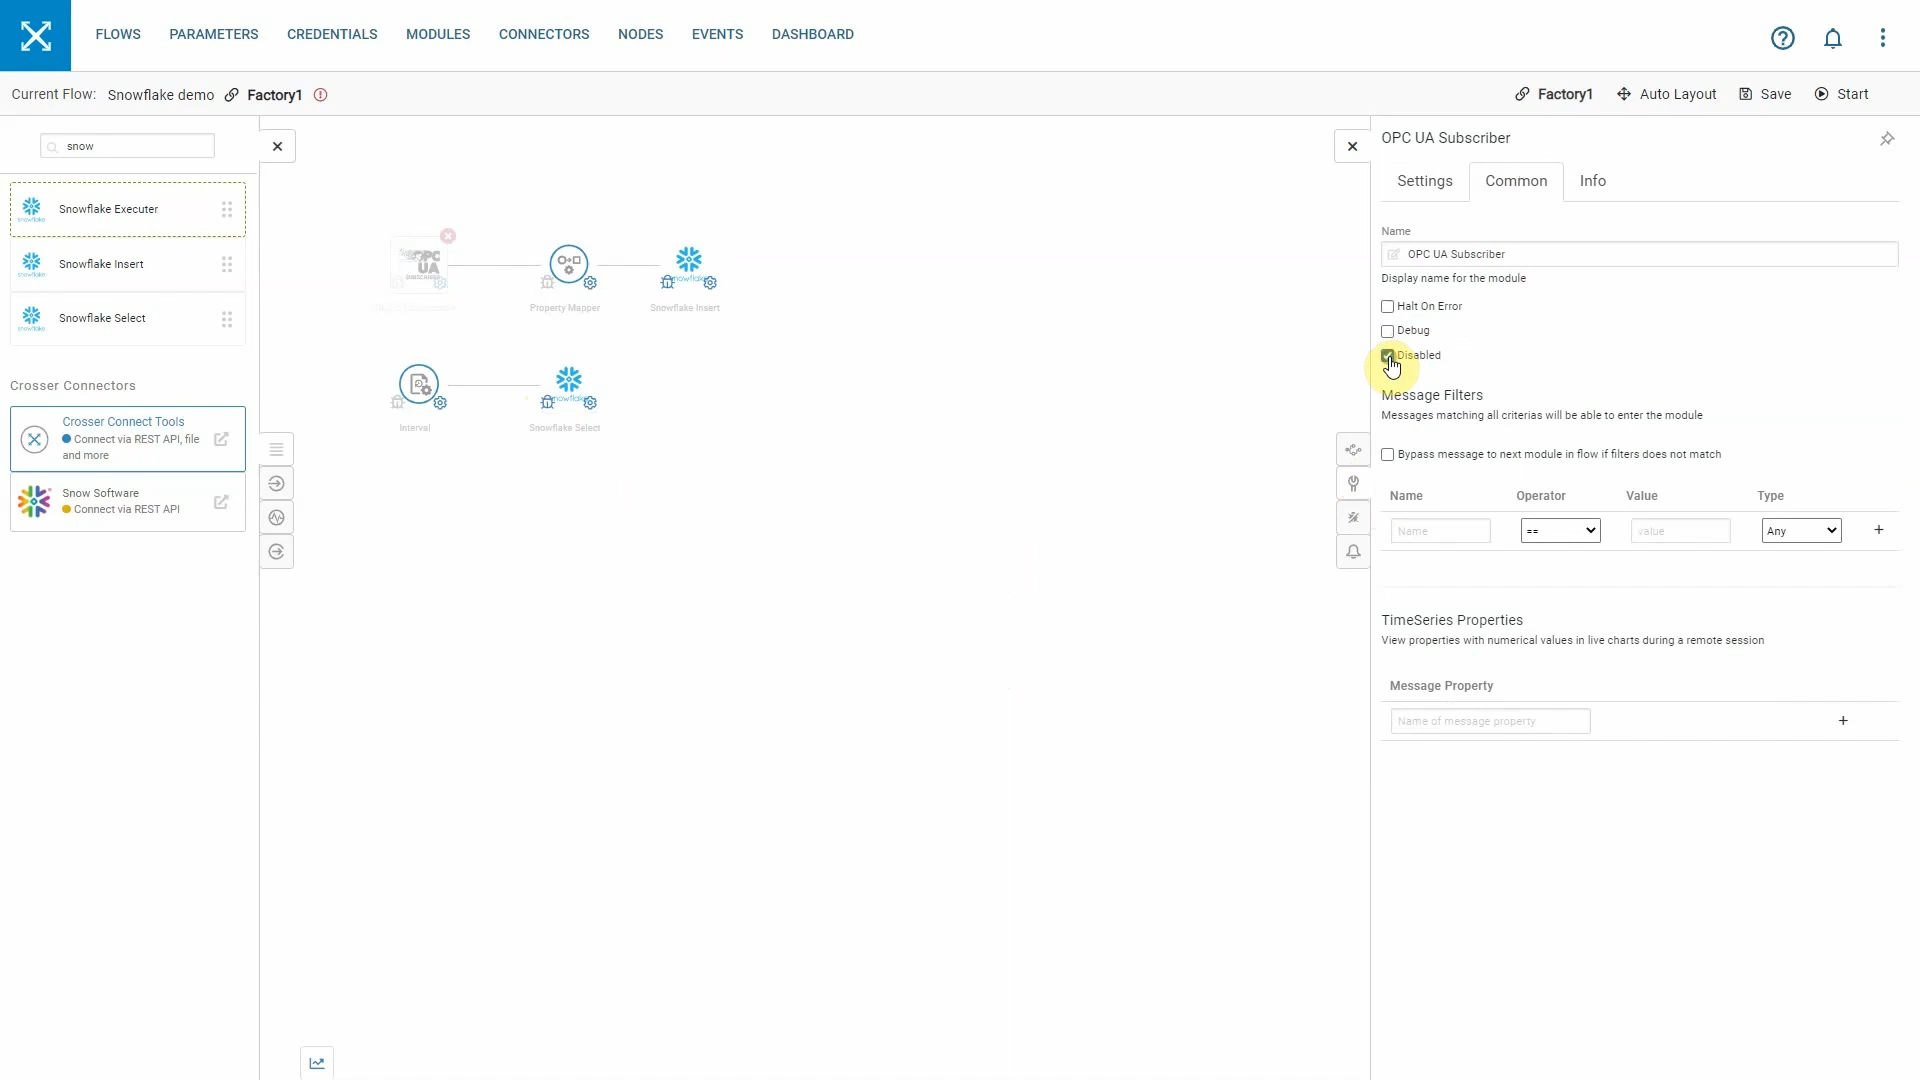 FLOWS PARAMETERS CREDENTIALS MODULES CONNECTORS NODES EVENTS DASHBOARD
Current Flow: Snowflake demo Factory1
Factory1 Auto Layout Save Start
snow
Snowflake Executer
Snowflake Insert
Snowflake Select
Crosser Connectors
Crosser Connect Tools
Connect via REST API, file
and more
Snow Software
Connect via REST API
OPC
UA
Property Mapper
Snowflake Insert
Interval
Snowflake Select
OPC UA Subscriber
Settings Common Info
Name
OPC UA Subscriber
Display name for the module
Halt On Error
Debug
Disabled
Message Filters
Messages matching all criterias will be able to enter the module
Bypass message to next module in flow if filters does not match
Name Operator Value Type
Name == value Any +
TimeSeries Properties
View properties with numerical values in live charts during a remote session
Message Property
Name of message property +